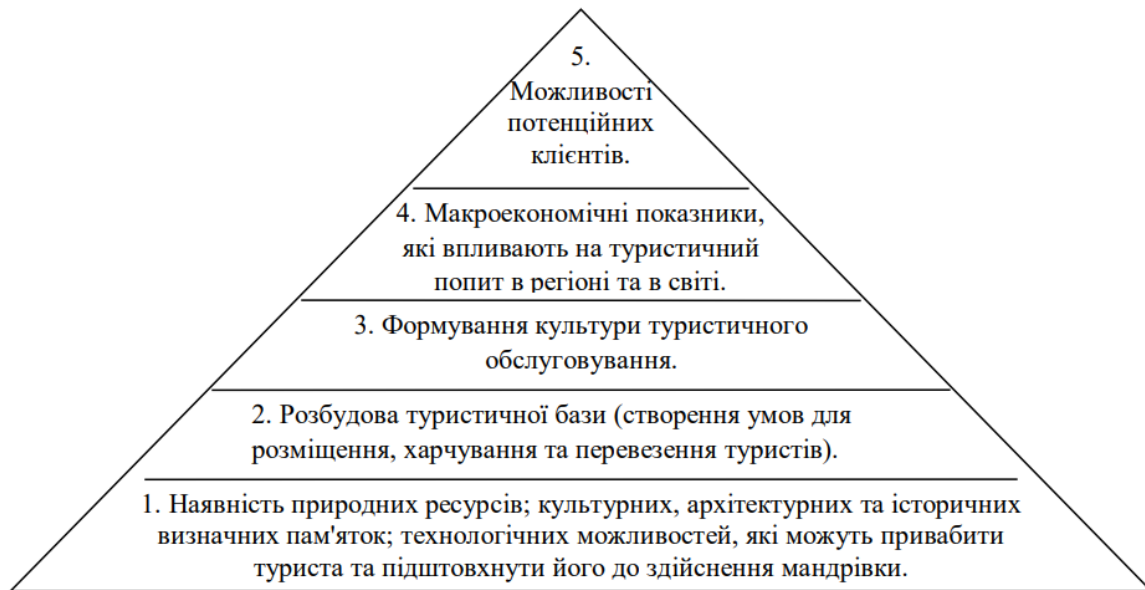 5.
Можливості
потенційних
клієнтів.
4. Макроекономічні показники,
які впливають на туристичний
попит в регіоні та в світі.
3. Формування культури туристичного
обслуговування.
2. Розбудова туристичної бази (створення умов для
розміщення, харчування та перевезення туристів).
1. Наявність природних ресурсів; культурних, архітектурних та історичних
визначних пам'яток; технологічних можливостей, які можуть привабити
туриста та підштовхнути його до здійснення мандрівки.